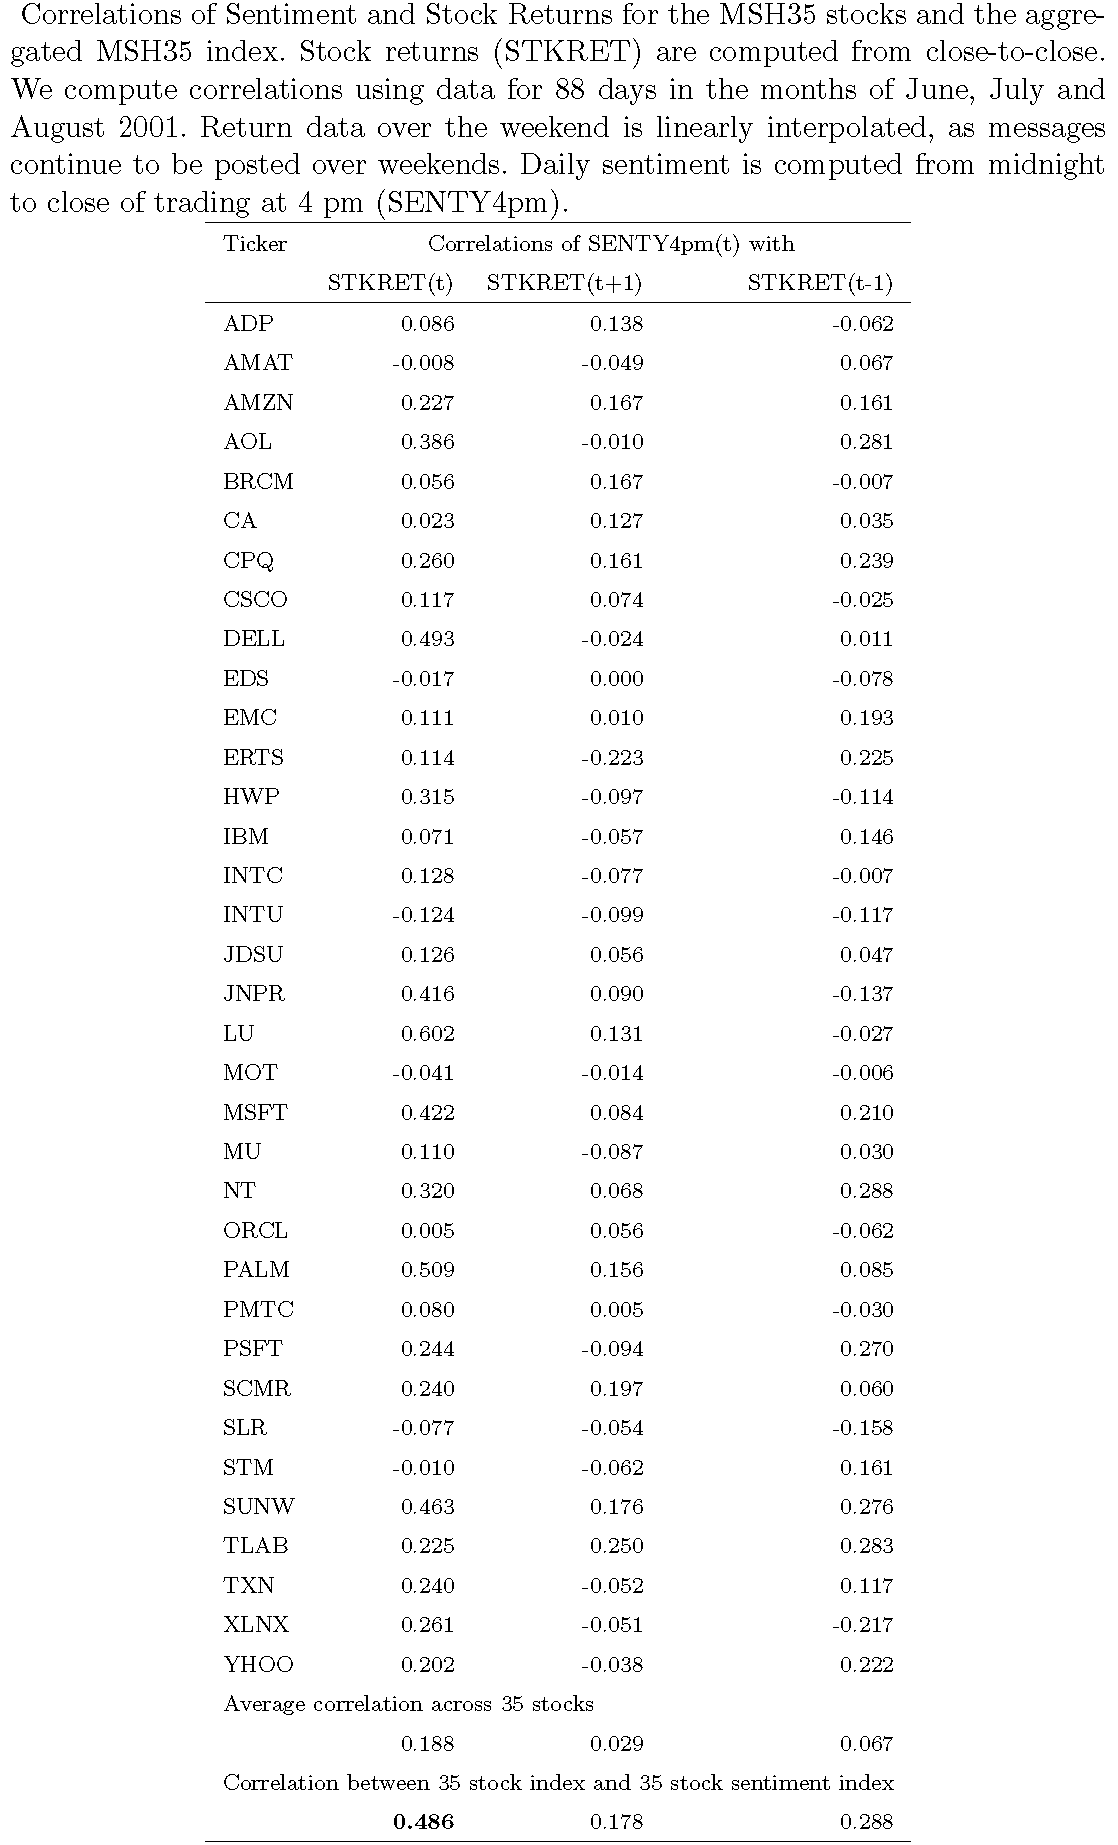 Correlations of Sentiment and Stock Returns for the MSH35 stocks and the aggre-
gated MSH35 index. Stock returns (STKRET) are computed from close-to-close.
We compute correlations using data for 88 days in the months of June, July and
August 2001. Return data over the weekend is linearly interpolated, as messages
continue to be posted over weekends. Daily sentiment is computed from midnight
to close of trading at 4 pm (SENTY4pm).
Ticker Correlations of SENTY4pm(t) with
STKRET(t) STKRET(t+1) STKRET(t-1)
ADP 0.086 0.138 -0.062
AMAT -0.008 -0.049 0.067
AMZN 0.227 0.167 0.161
AOL 0.386 -0.010 0.281
BRCM 0.056 0.167 -0.007
CA 0.023 0.127 0.035
CPQ 0.260 0.161 0.239
CSCO 0.117 0.074 -0.025
DELL 0.493 -0.024 0.011
EDS -0.017 0.000 -0.078
EMC 0.111 0.010 0.193
ERTS 0.114 -0.223 0.225
HWP 0.315 -0.097 -0.114
IBM 0.071 -0.057 0.146
INTC 0.128 -0.077 -0.007
INTU -0.124 -0.099 -0.117
JDSU 0.126 0.056 0.047
JNPR 0.416 0.090 -0.137
LU 0.602 0.131 -0.027
MOT -0.041 -0.014 -0.006
MSFT 0.422 0.084 0.210
MU 0.110 -0.087 0.030
NT 0.320 0.068 0.288
ORCL 0.005 0.056 -0.062
PALM 0.509 0.156 0.085
PMTC 0.080 0.005 -0.030
PSFT 0.244 -0.094 0.270
SCMR 0.240 0.197 0.060
SLR -0.077 -0.054 -0.158
STM -0.010 -0.062 0.161
SUNW 0.463 0.176 0.276
TLAB 0.225 0.250 0.283
TXN 0.240 -0.052 0.117
XLNX 0.261 -0.051 -0.217
YHOO 0.202 -0.038 0.222
Average correlation across 35 stocks
0.188 0.029 0.067
Correlation between 35 stock index and 35 stock sentiment index
0.486 0.178 0.288